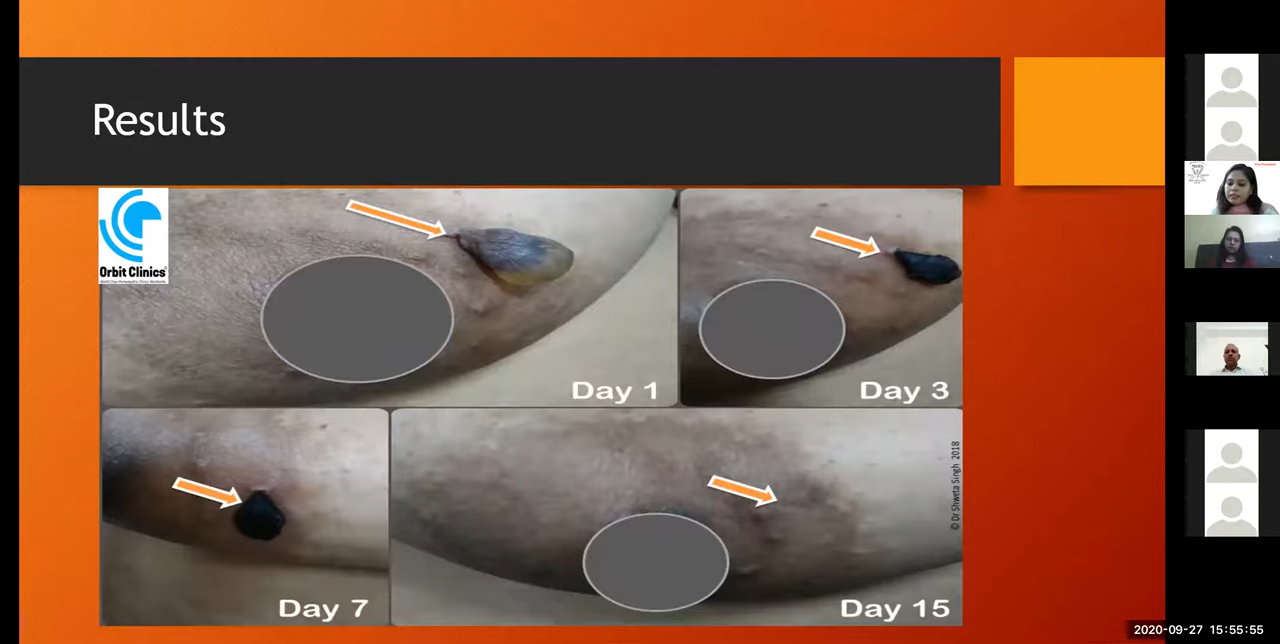 Results
Orbit Clinics
Day 1
Day 3
Day 7
Day 15
© Dr Shweta Singh 2018
2020-09-27 15:55:55